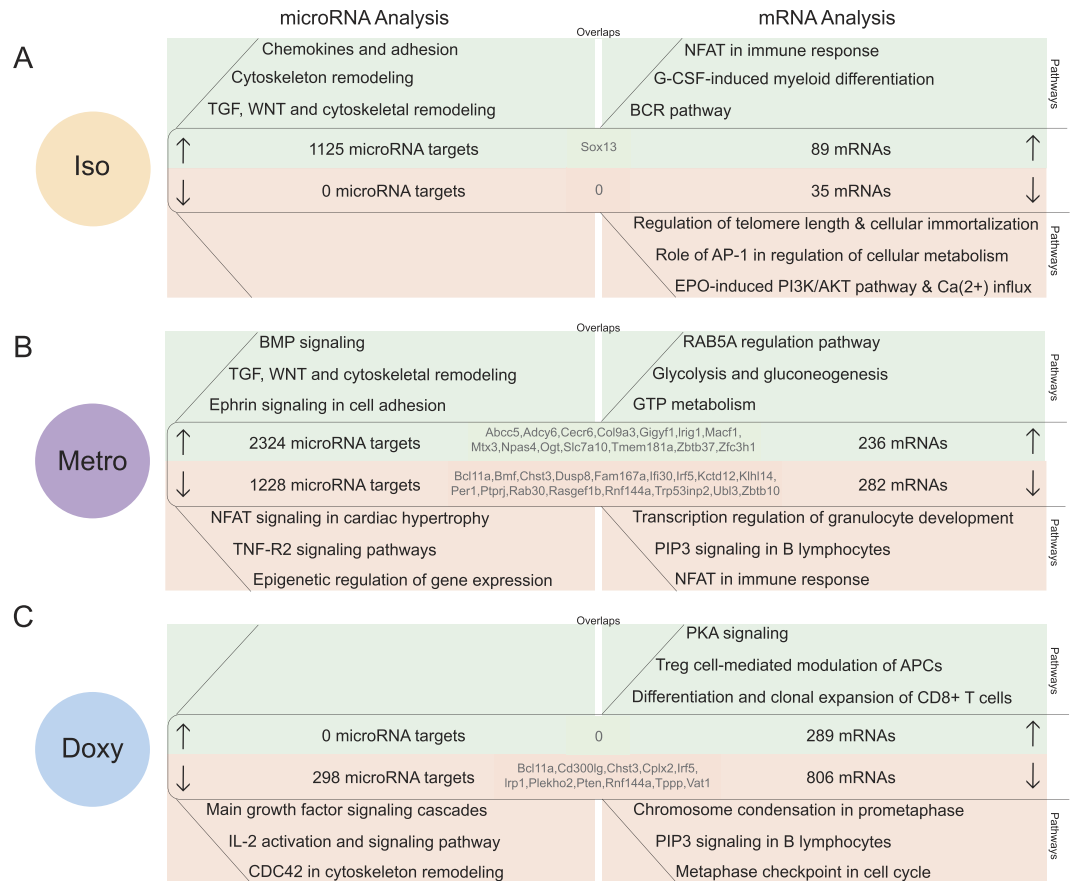 microRNA Analysis
mRNA Analysis
Overlaps
A
Chemokines and adhesion
Cytoskeleton remodeling
TGF, WNT and cytoskeletal remodeling
NFAT in immune response
G-CSF-induced myeloid differentiation
BCR pathway
Pathways
Iso
↑
1125 microRNA targets
Sox13
89 mRNAs
↑
↓
0 microRNA targets
0
35 mRNAs
↓
Regulation of telomere length & cellular immortalization
Role of AP-1 in regulation of cellular metabolism
EPO-induced PI3K/AKT pathway & Ca(2+) influx
Pathways
Overlaps
B
BMP signaling
TGF, WNT and cytoskeletal remodeling
Ephrin signaling in cell adhesion
RAB5A regulation pathway
Glycolysis and gluconeogenesis
GTP metabolism
Pathways
Metro
↑
2324 microRNA targets
Abcc5,Adcy6,Cecr6,Col9a3,Gigyf1,Irig1,Macf1,
Mtx3,Npas4,Ogt,Slc7a10,Tmem181a,Zbtb37,Zfc3h1
236 mRNAs
↑
↓
1228 microRNA targets
Bcl11a,Bmf,Chst3,Dusp8,Fam167a,Ifi30,Irf5,Kctd12,Klhl14,
Per1,Ptprj,Rab30,Rasgef1b,Rnf144a,Trp53inp2,Ubl3,Zbtb10
282 mRNAs
↓
NFAT signaling in cardiac hypertrophy
TNF-R2 signaling pathways
Epigenetic regulation of gene expression
Transcription regulation of granulocyte development
PIP3 signaling in B lymphocytes
NFAT in immune response
Pathways
Overlaps
C
PKA signaling
Treg cell-mediated modulation of APCs
Differentiation and clonal expansion of CD8+ T cells
Pathways
Doxy
↑
0 microRNA targets
0
289 mRNAs
↑
↓
298 microRNA targets
Bcl11a,Cd300lg,Chst3,Cplx2,Irf5,
lrp1,Plekho2,Pten,Rnf144a,Tppp,Vat1
806 mRNAs
↓
Main growth factor signaling cascades
IL-2 activation and signaling pathway
CDC42 in cytoskeleton remodeling
Chromosome condensation in prometaphase
PIP3 signaling in B lymphocytes
Metaphase checkpoint in cell cycle
Pathways